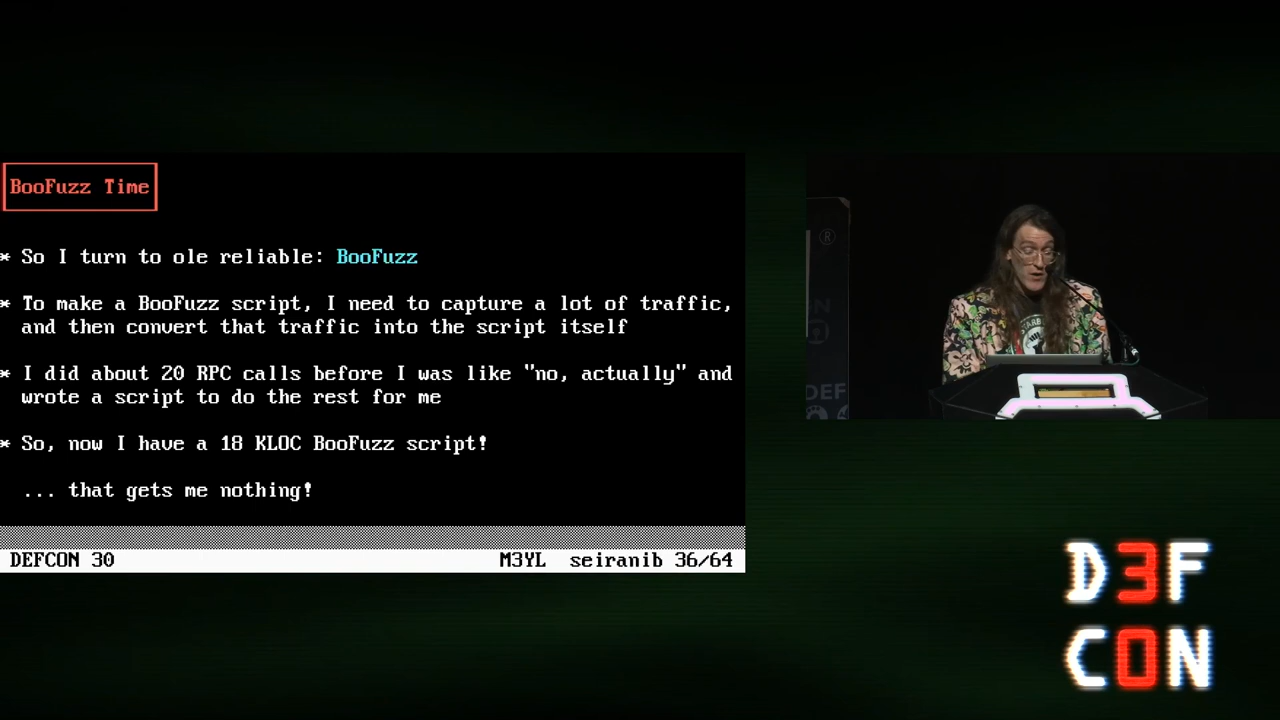 BooFuzz Time
* So I turn to ole reliable: BooFuzz
* To make a BooFuzz script, I need to capture a lot of traffic,
and then convert that traffic into the script itself
* I did about 20 RPC calls before I was like "no, actually" and
wrote a script to do the rest for me
* So, now I have a 18 KLOC BooFuzz script!
... that gets me nothing!
DEFCON 30 M3YL seiranib 36/64
®
DEF
D3F
C0N